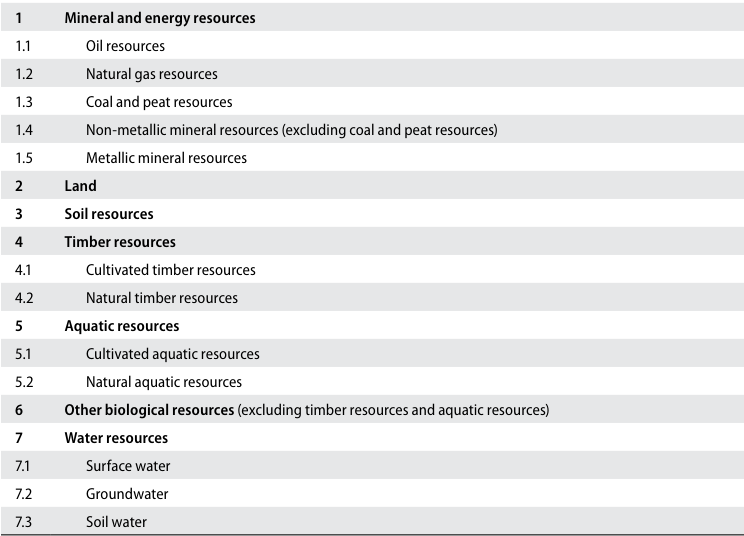 1 Mineral and energy resources
1.1 Oil resources
1.2 Natural gas resources
1.3 Coal and peat resources
1.4 Non-metallic mineral resources (excluding coal and peat resources)
1.5 Metallic mineral resources
2 Land
3 Soil resources
4 Timber resources
4.1 Cultivated timber resources
4.2 Natural timber resources
5 Aquatic resources
5.1 Cultivated aquatic resources
5.2 Natural aquatic resources
6 Other biological resources (excluding timber resources and aquatic resources)
7 Water resources
7.1 Surface water
7.2 Groundwater
7.3 Soil water